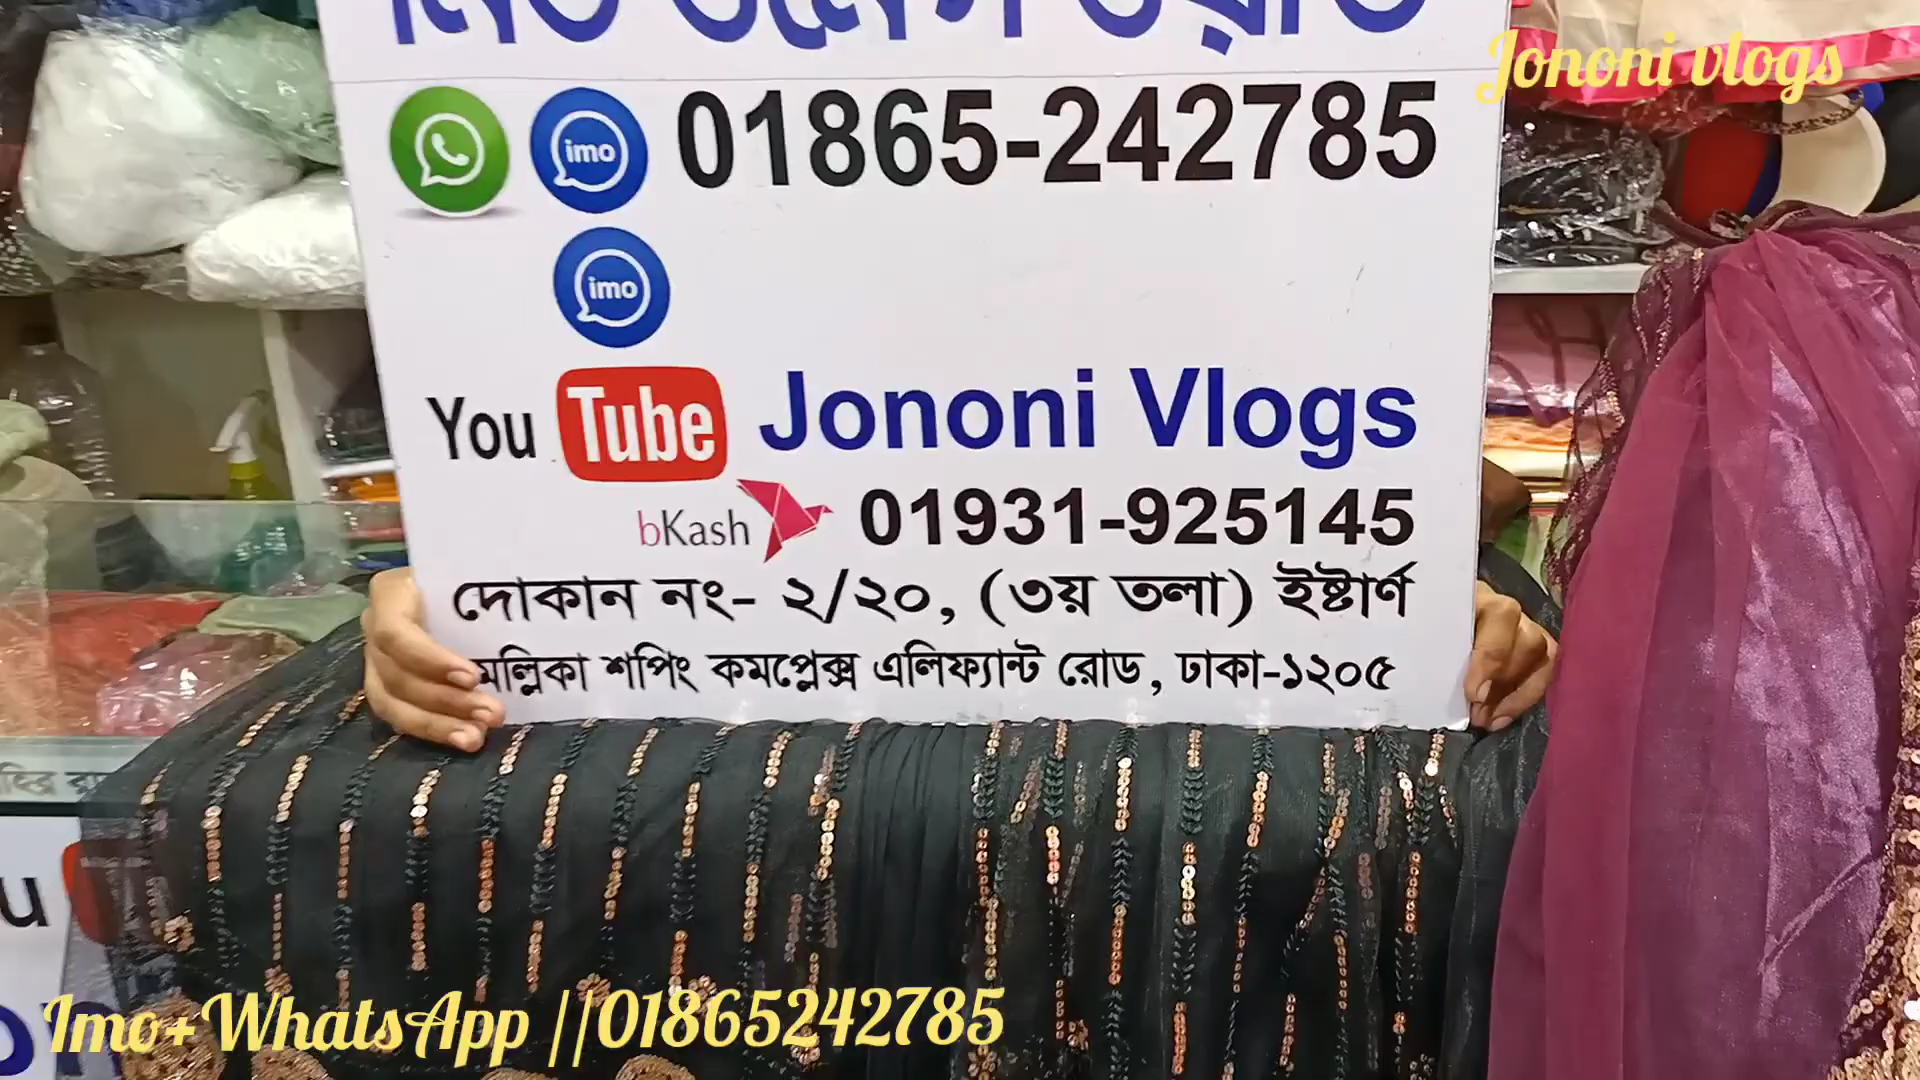 Jononi vlogs
imo 01865-242785
imo
You Tube Jononi Vlogs
bKash 01931-925145
দোকান নং- ২/২০, (৩য় তলা) ইষ্টার্ণ
মল্লিকা শপিং কমপ্লেক্স এলিফ্যান্ট রোড, ঢাকা-১২০৫
Imo+WhatsApp //01865242785